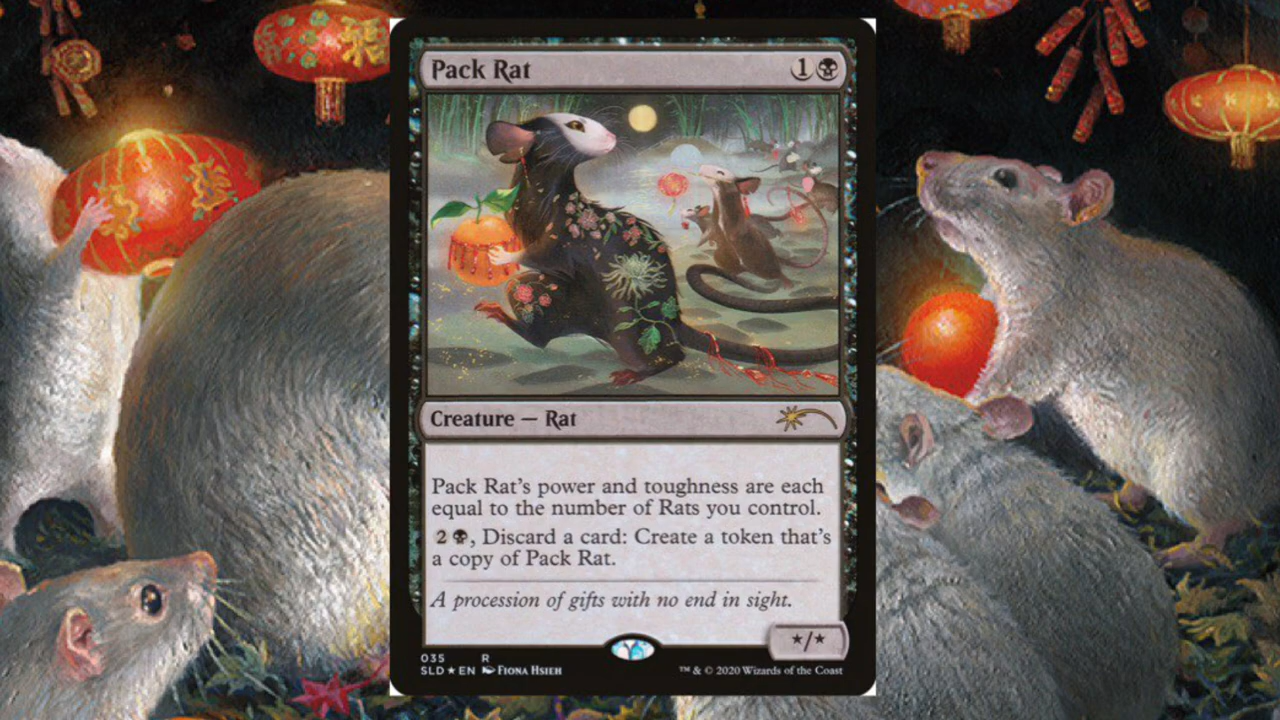 Pack Rat 1
Creature — Rat
Pack Rat's power and toughness are each
equal to the number of Rats you control.
2, Discard a card: Create a token that's
a copy of Pack Rat.
A procession of gifts with no end in sight.
*/*
035 R
SLD ★ EN Fiona Hsieh
™ & © 2020 Wizards of the Coast